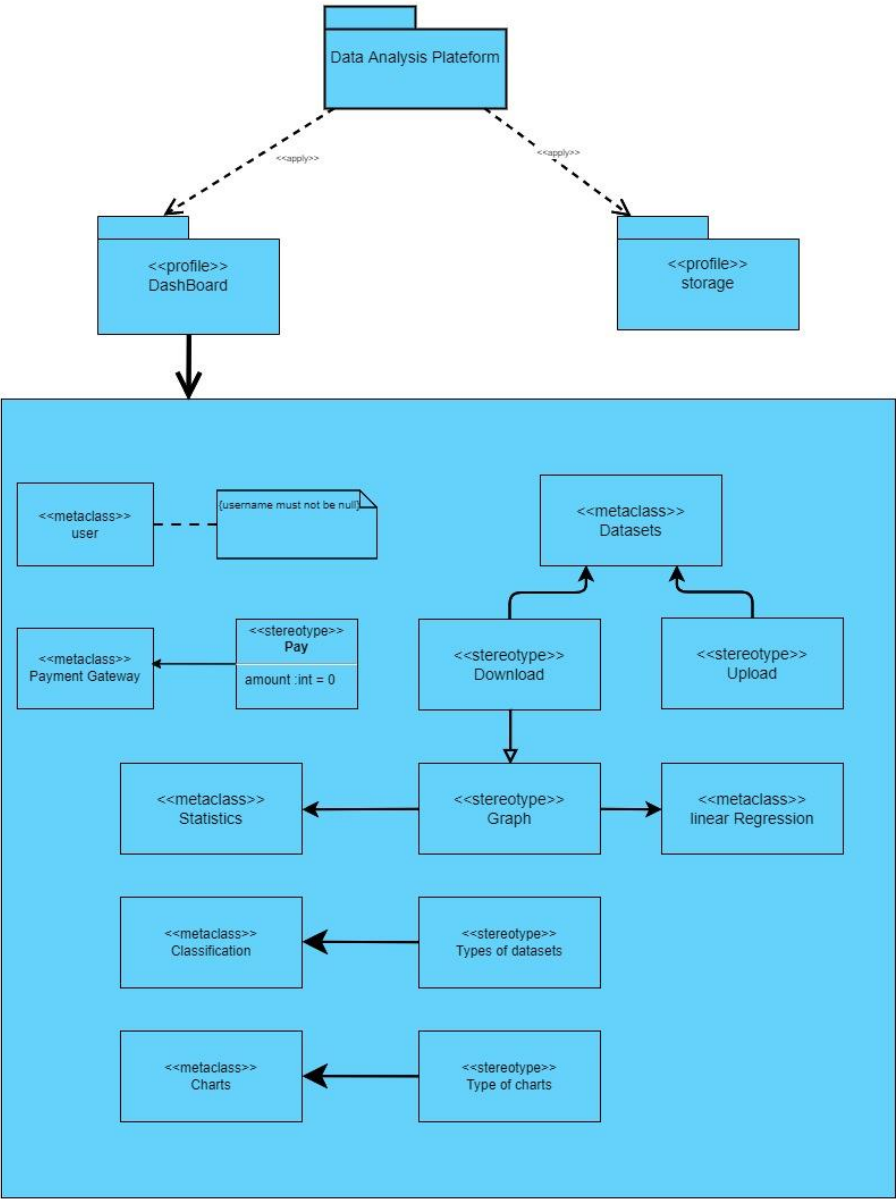 Data Analysis Plateform
<<apply>>
<<apply>>
<<profile>>
DashBoard
<<profile>>
storage
<<metaclass>>
user
{username must not be null}
<<metaclass>>
Datasets
<<metaclass>>
Payment Gateway
<<stereotype>>
Pay
amount :int = 0
<<stereotype>>
Download
<<stereotype>>
Upload
<<metaclass>>
Statistics
<<stereotype>>
Graph
<<metaclass>>
linear Regression
<<metaclass>>
Classification
<<stereotype>>
Types of datasets
<<metaclass>>
Charts
<<stereotype>>
Type of charts